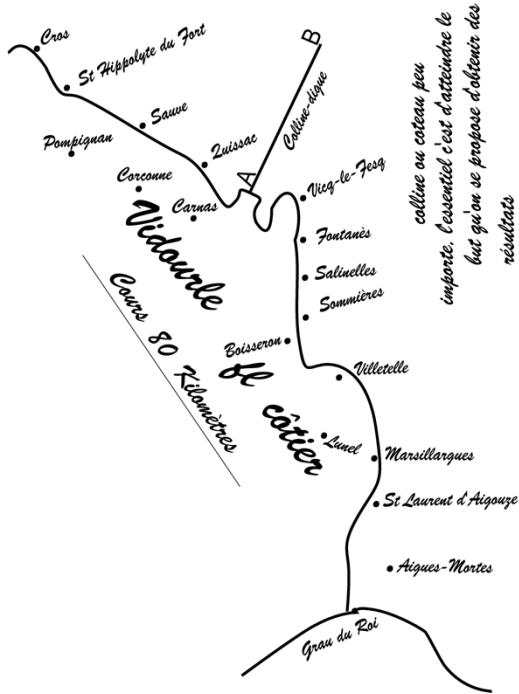 Cros
St Hippolyte du Fort
Sauve
Pompignan
Quissac
Corconne
Carnas
A
B
Colline-digue
Vicq-le-Fesq
Fontanès
Salinelles
Sommières
Boisseron
Villetelle
Lunel
Marsillargues
St Laurent d'Aigouze
Aigues-Mortes
Grau du Roi
Vidourle
fl côtier
Cours 80 Kilomètres
colline ou coteau peu
importe, l'essentiel c'est d'atteindre le
but qu'on se propose d'obtenir des
résultats